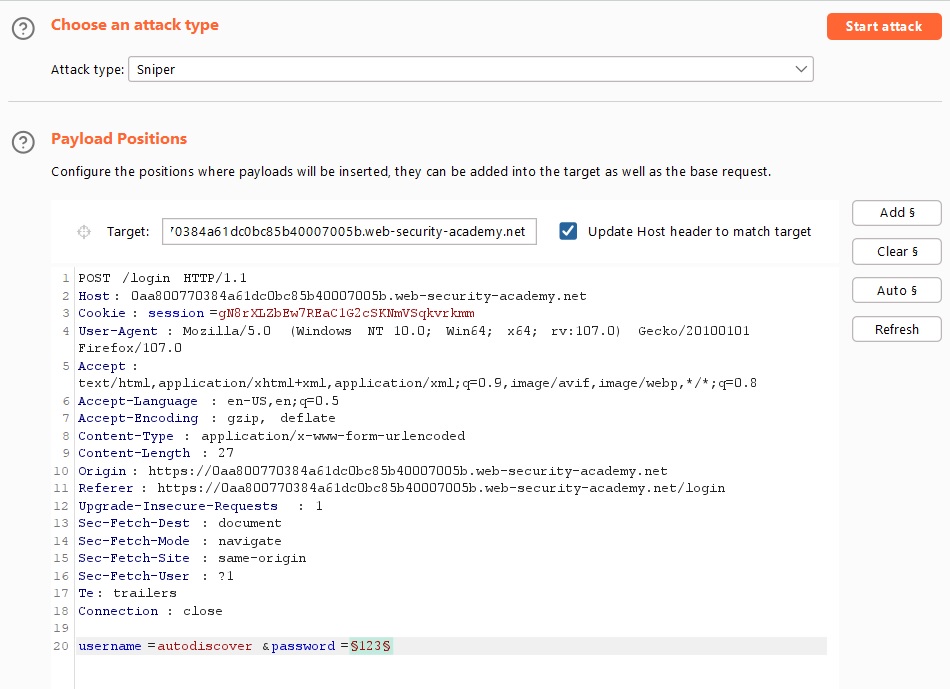 Choose an attack type
Start attack
Attack type: Sniper
Payload Positions
Configure the positions where payloads will be inserted, they can be added into the target as well as the base request.
Add §
Target: 70384a61dc0bc85b40007005b.web-security-academy.net Update Host header to match target
Clear §
1 POST /login HTTP/1.1
2 Host: 0aa800770384a61dc0bc85b40007005b.web-security-academy.net
Auto §
3 Cookie: session=gN8rXLZbEw7REaClG2cSKNmVSqkvrkmm
4 User-Agent: Mozilla/5.0 (Windows NT 10.0; Win64; x64; rv:107.0) Gecko/20100101
Refresh
Firefox/107.0
5 Accept:
text/html,application/xhtml+xml,application/xml;q=0.9,image/avif,image/webp,*/*;q=0.8
6 Accept-Language: en-US,en;q=0.5
7 Accept-Encoding: gzip, deflate
8 Content-Type: application/x-www-form-urlencoded
9 Content-Length: 27
10 Origin: https://0aa800770384a61dc0bc85b40007005b.web-security-academy.net
11 Referer: https://0aa800770384a61dc0bc85b40007005b.web-security-academy.net/login
12 Upgrade-Insecure-Requests: 1
13 Sec-Fetch-Dest: document
14 Sec-Fetch-Mode: navigate
15 Sec-Fetch-Site: same-origin
16 Sec-Fetch-User: ?1
17 Te: trailers
18 Connection: close
19
20 username=autodiscover&password=§123§